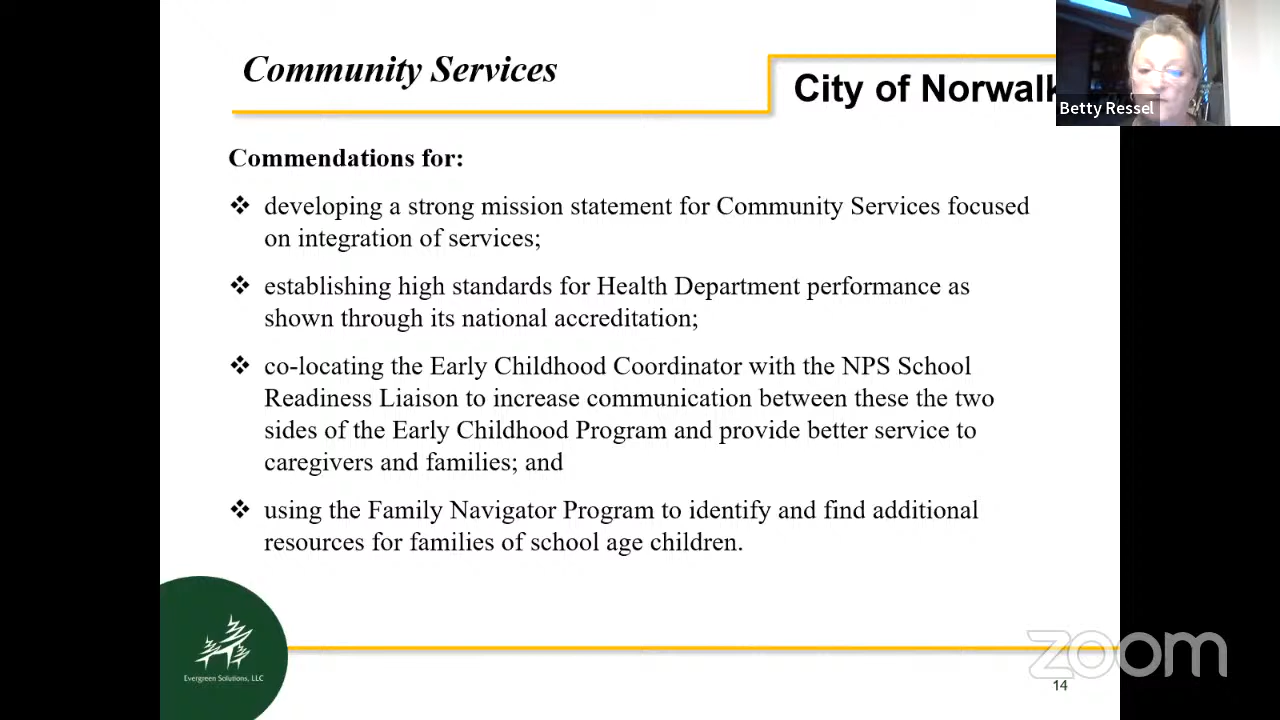 Community Services
City of Norwalk
Betty Ressel
Commendations for:
❖ developing a strong mission statement for Community Services focused
on integration of services;
❖ establishing high standards for Health Department performance as
shown through its national accreditation;
❖ co-locating the Early Childhood Coordinator with the NPS School
Readiness Liaison to increase communication between these the two
sides of the Early Childhood Program and provide better service to
caregivers and families; and
❖ using the Family Navigator Program to identify and find additional
resources for families of school age children.
Evergreen Solutions, LLC
zoom
14